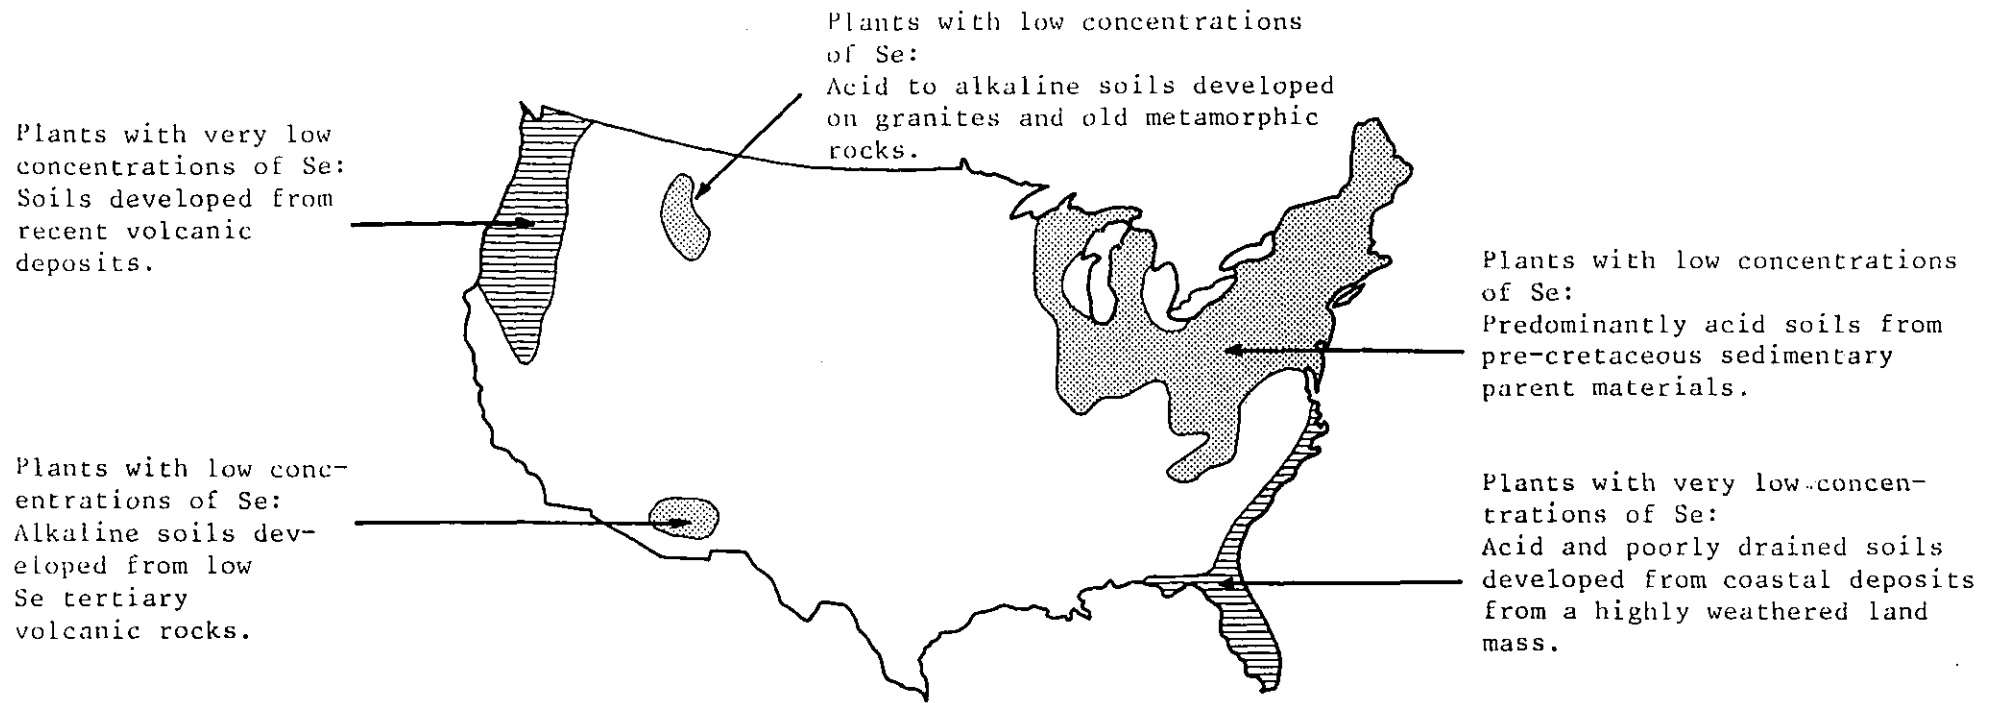 Plants with low concentrations
of Se:
Acid to alkaline soils developed
on granites and old metamorphic
rocks.
Plants with very low
concentrations of Se:
Soils developed from
recent volcanic
deposits.
Plants with low concentrations
of Se:
Predominantly acid soils from
pre-cretaceous sedimentary
parent materials.
Plants with low conc-
entrations of Se:
Alkaline soils dev-
eloped from low
Se tertiary
volcanic rocks.
Plants with very low concen-
trations of Se:
Acid and poorly drained soils
developed from coastal deposits
from a highly weathered land
mass.